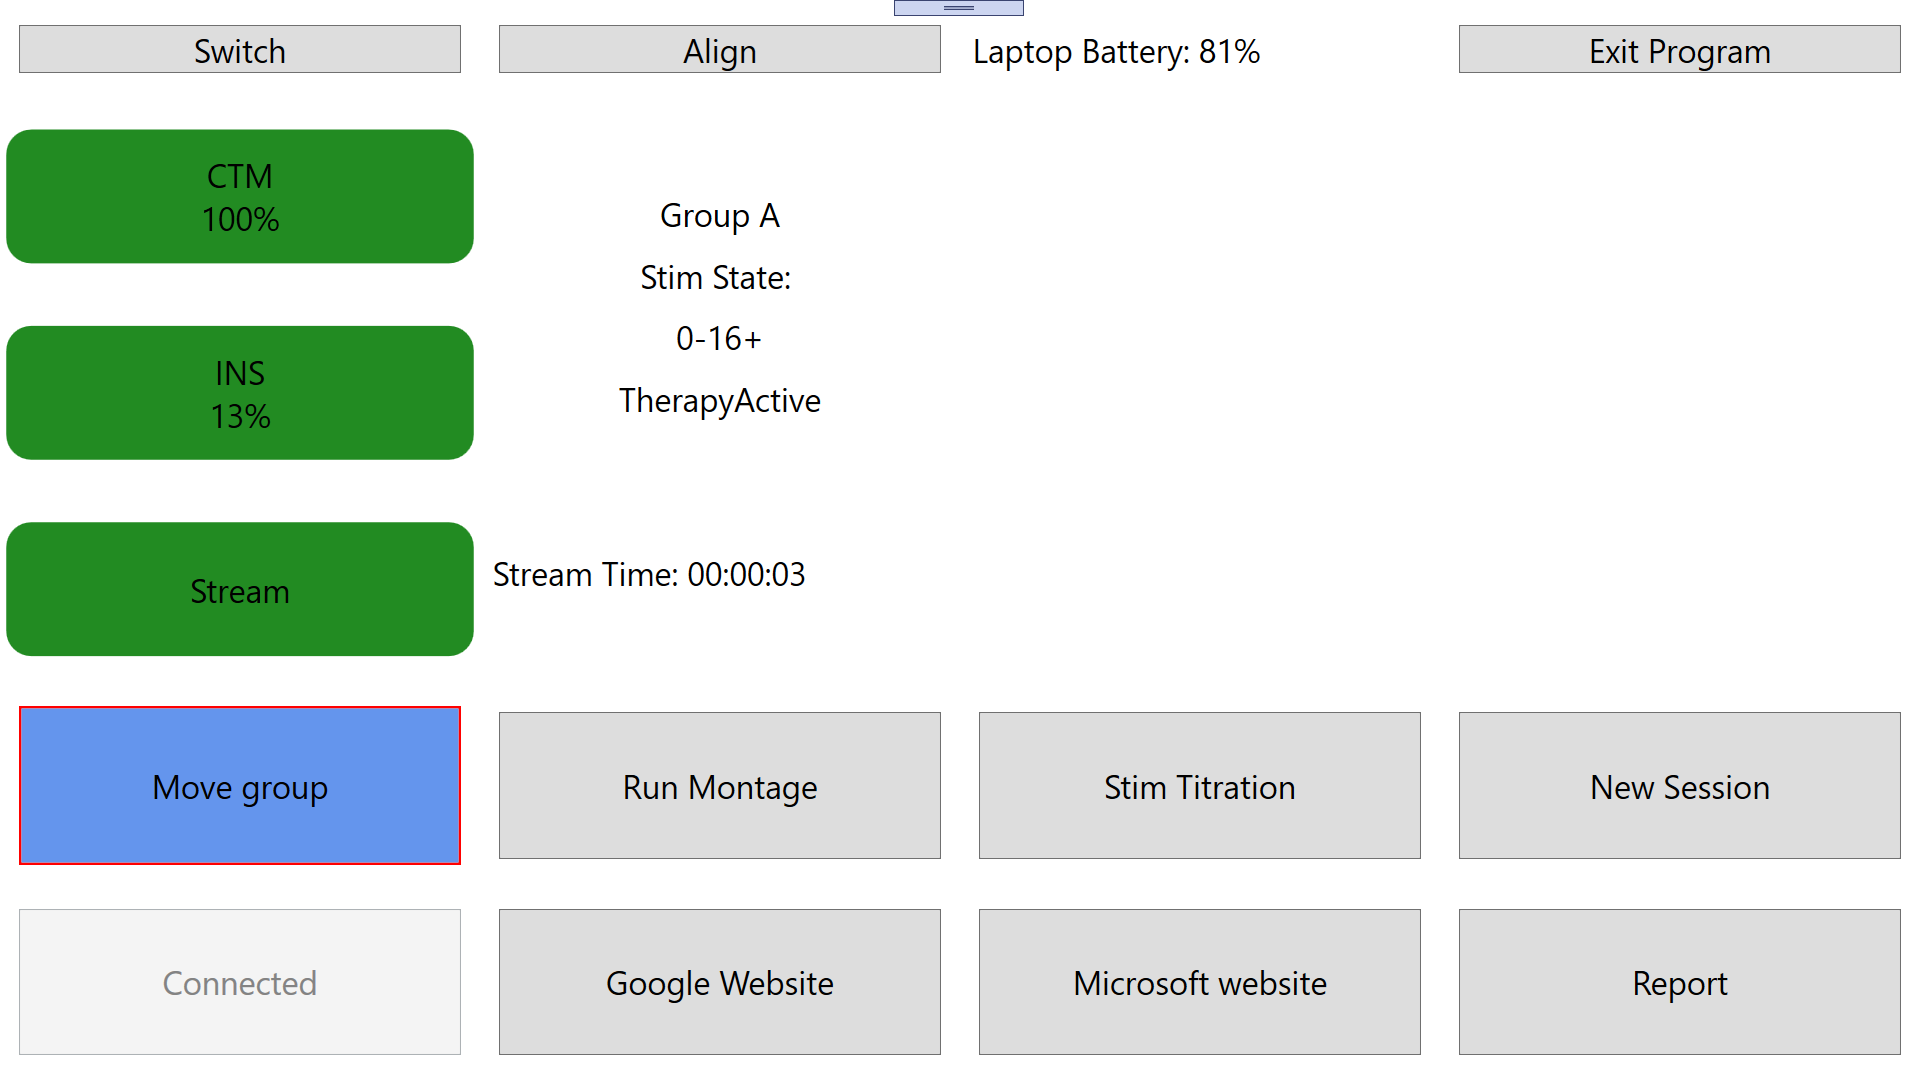 Switch
Align
Laptop Battery: 81%
Exit Program
CTM
100%
Group A
Stim State:
0-16+
TherapyActive
INS
13%
Stream
Stream Time: 00:00:03
Move group
Run Montage
Stim Titration
New Session
Connected
Google Website
Microsoft website
Report